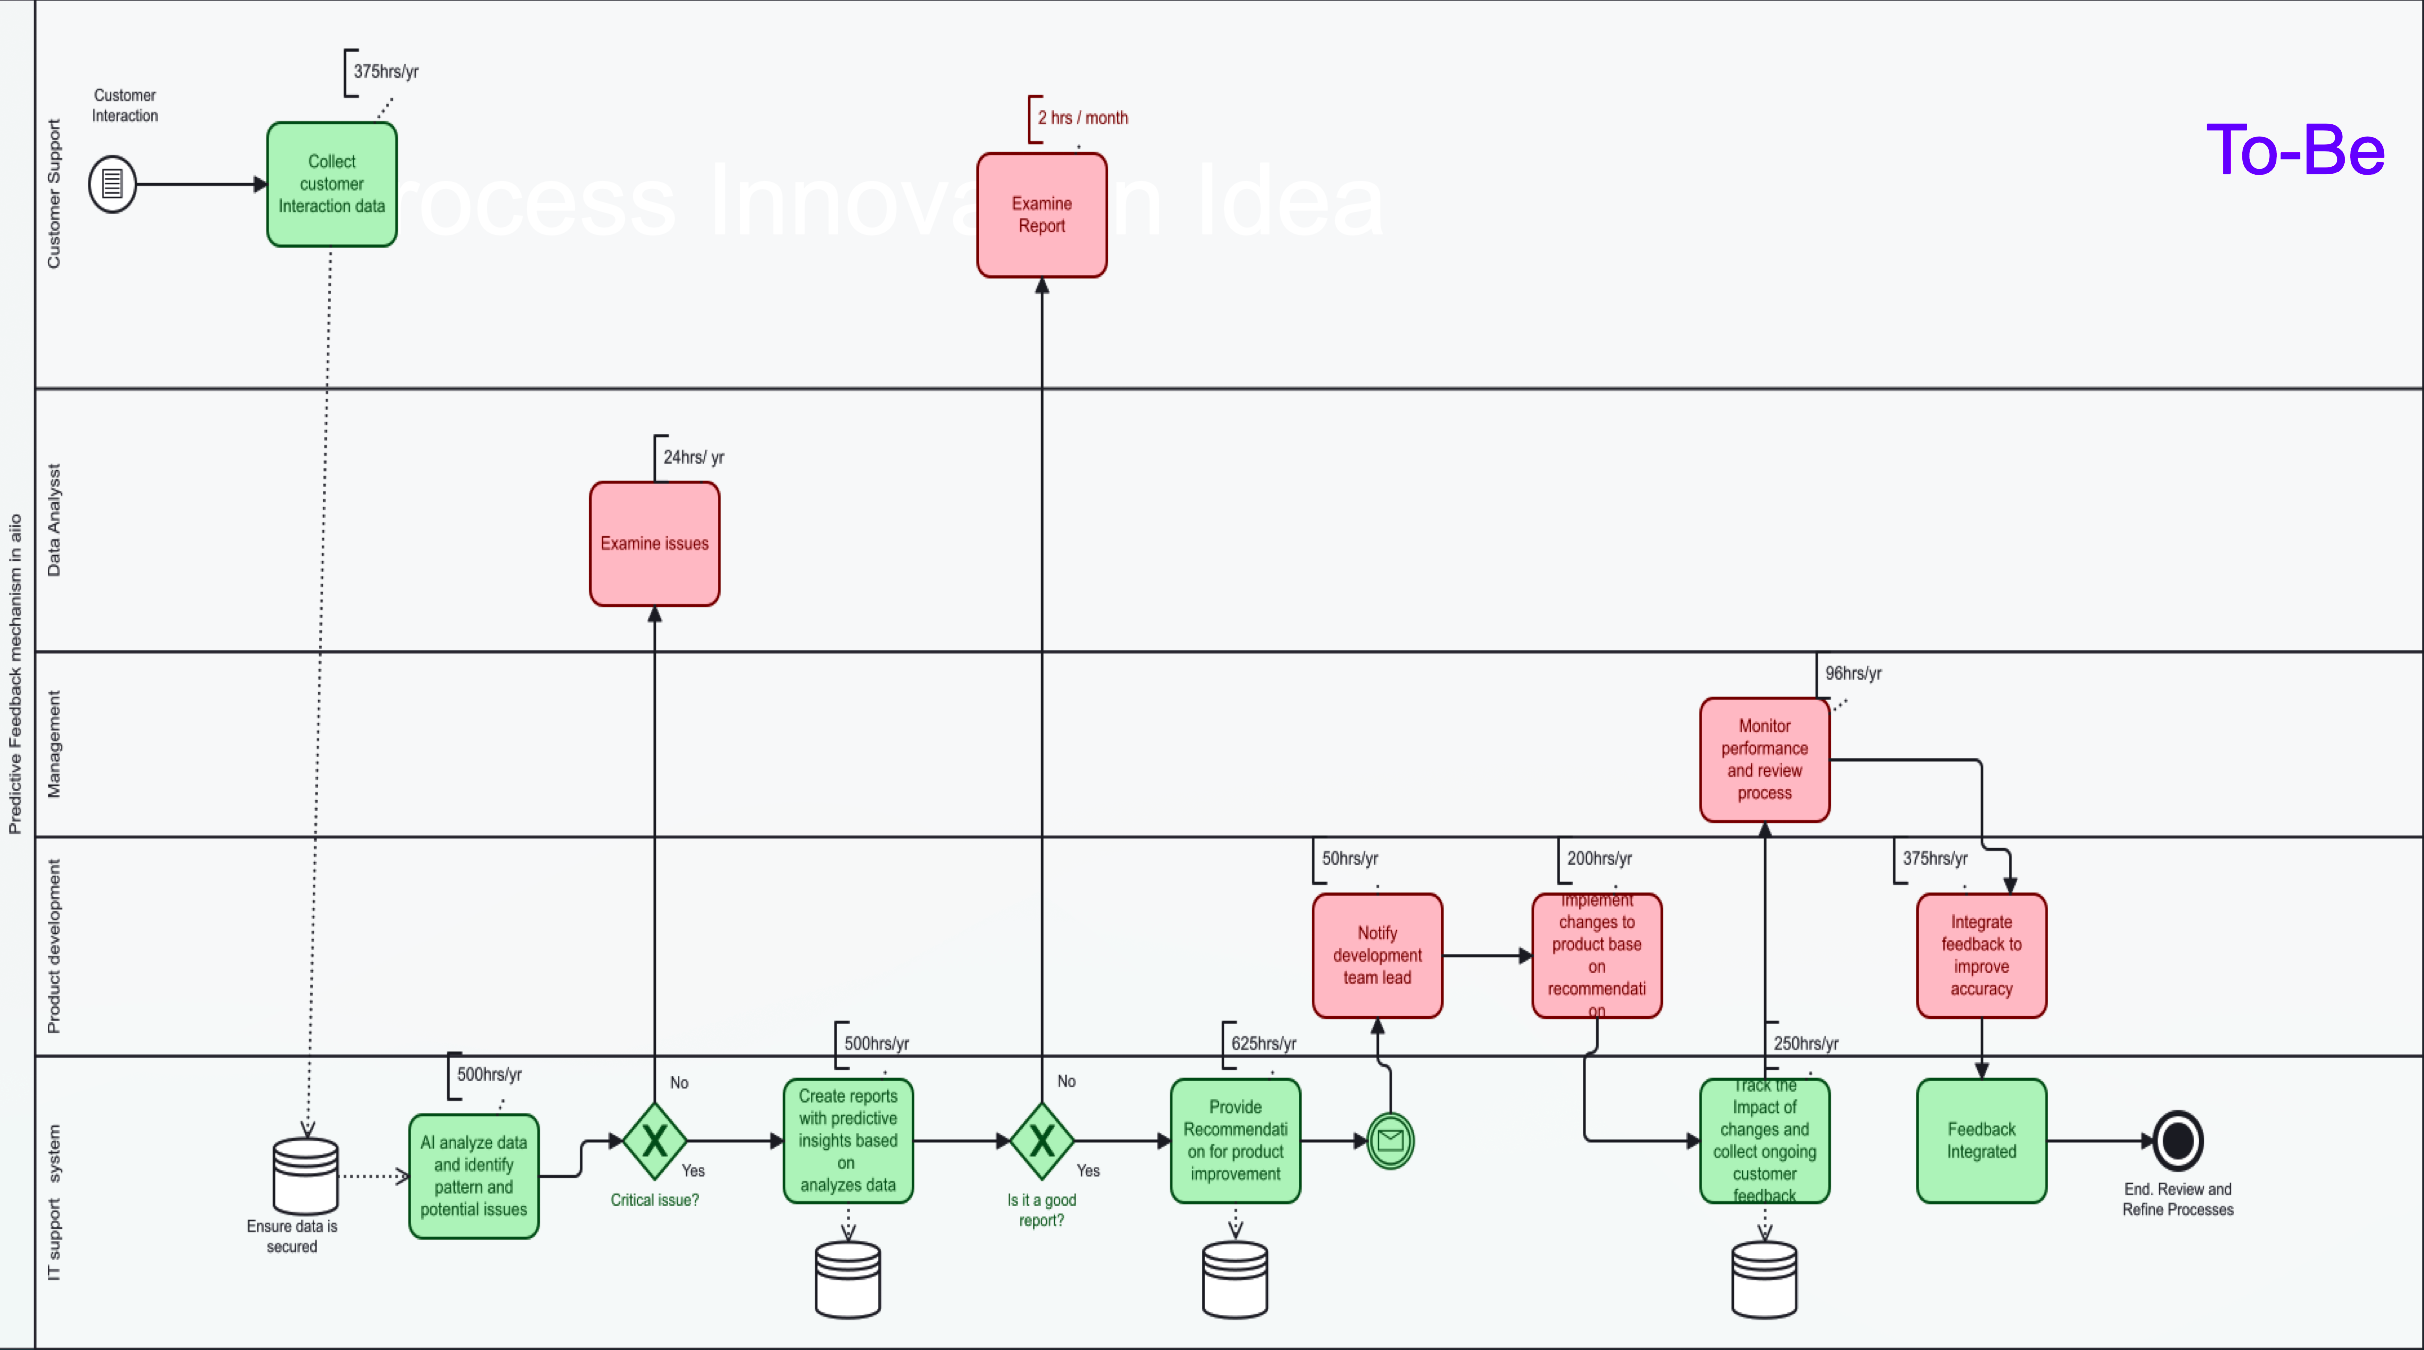 To-Be
Process Innovation Idea
Predictive Feedback mechanism in aiio
Customer Support
Customer
Interaction
375hrs/yr
Collect
customer
Interaction data
2 hrs / month
Examine
Report
Data Analysst
24hrs/ yr
Examine issues
Management
96hrs/yr
Monitor
performance
and review
process
Product development
50hrs/yr
Notify
development
team lead
200hrs/yr
Implement
changes to
product base
on
recommendati
on
375hrs/yr
Integrate
feedback to
improve
accuracy
IT support system
Ensure data is
secured
500hrs/yr
AI analyze data
and identify
pattern and
potential issues
No
Yes
Critical issue?
500hrs/yr
Create reports
with predictive
insights based
on
analyzes data
No
Yes
Is it a good
report?
625hrs/yr
Provide
Recommendati
on for product
improvement
250hrs/yr
Track the
Impact of
changes and
collect ongoing
customer
feedback
Feedback
Integrated
End. Review and
Refine Processes